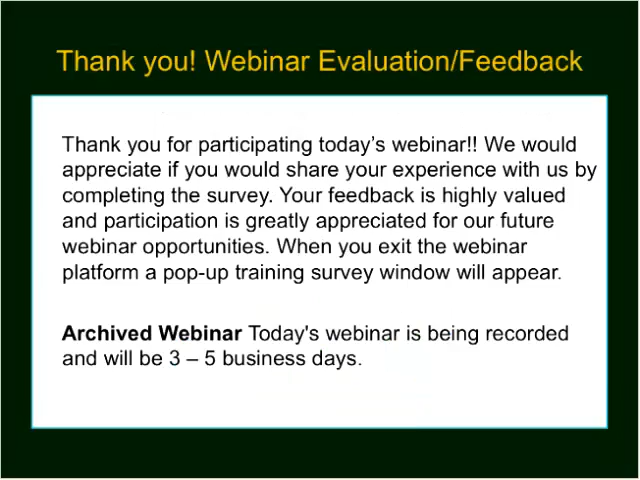 Thank you! Webinar Evaluation/Feedback
Thank you for participating today’s webinar!! We would
appreciate if you would share your experience with us by
completing the survey. Your feedback is highly valued
and participation is greatly appreciated for our future
webinar opportunities. When you exit the webinar
platform a pop-up training survey window will appear.
Archived Webinar Today's webinar is being recorded
and will be 3 – 5 business days.